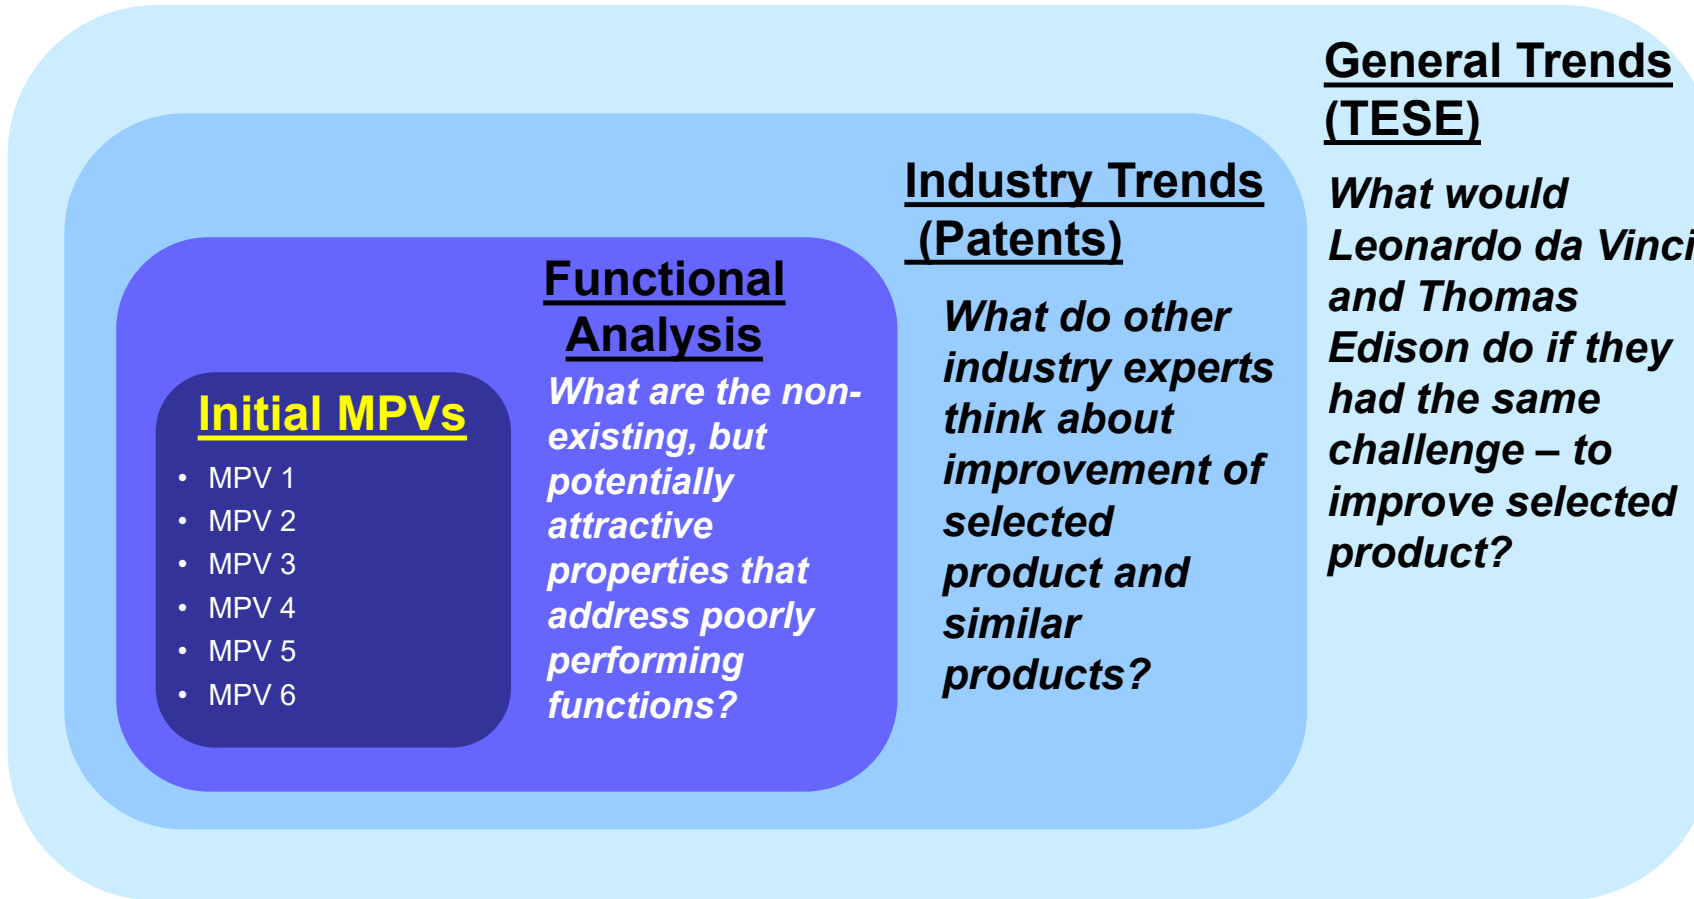 Initial MPVs
• MPV 1
• MPV 2
• MPV 3
• MPV 4
• MPV 5
• MPV 6
Functional
Analysis
What are the non-
existing, but
potentially
attractive
properties that
address poorly
performing
functions?
Industry Trends
(Patents)
What do other
industry experts
think about
improvement of
selected
product and
similar
products?
General Trends
(TESE)
What would
Leonardo da Vinci
and Thomas
Edison do if they
had the same
challenge – to
improve selected
product?